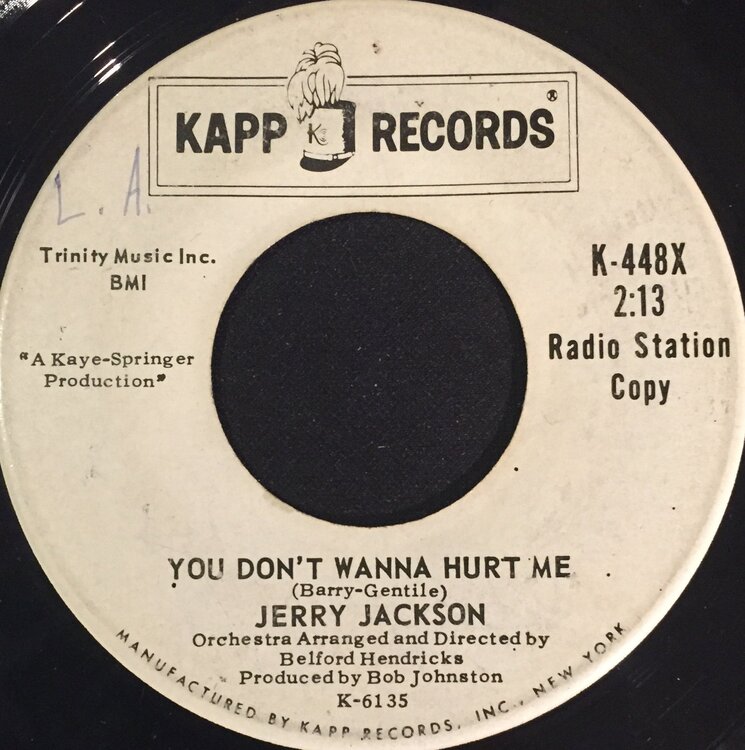 KAPP K RECORDS ®
L.A.
Trinity Music Inc.
BMI
"A Kaye-Springer
Production"
K-448X
2:13
Radio Station
Copy
YOU DON'T WANNA HURT ME
(Barry-Gentile)
JERRY JACKSON
Orchestra Arranged and Directed by
Belford Hendricks
Produced by Bob Johnston
K-6135
MANUFACTURED BY KAPP RECORDS, INC., NEW YORK